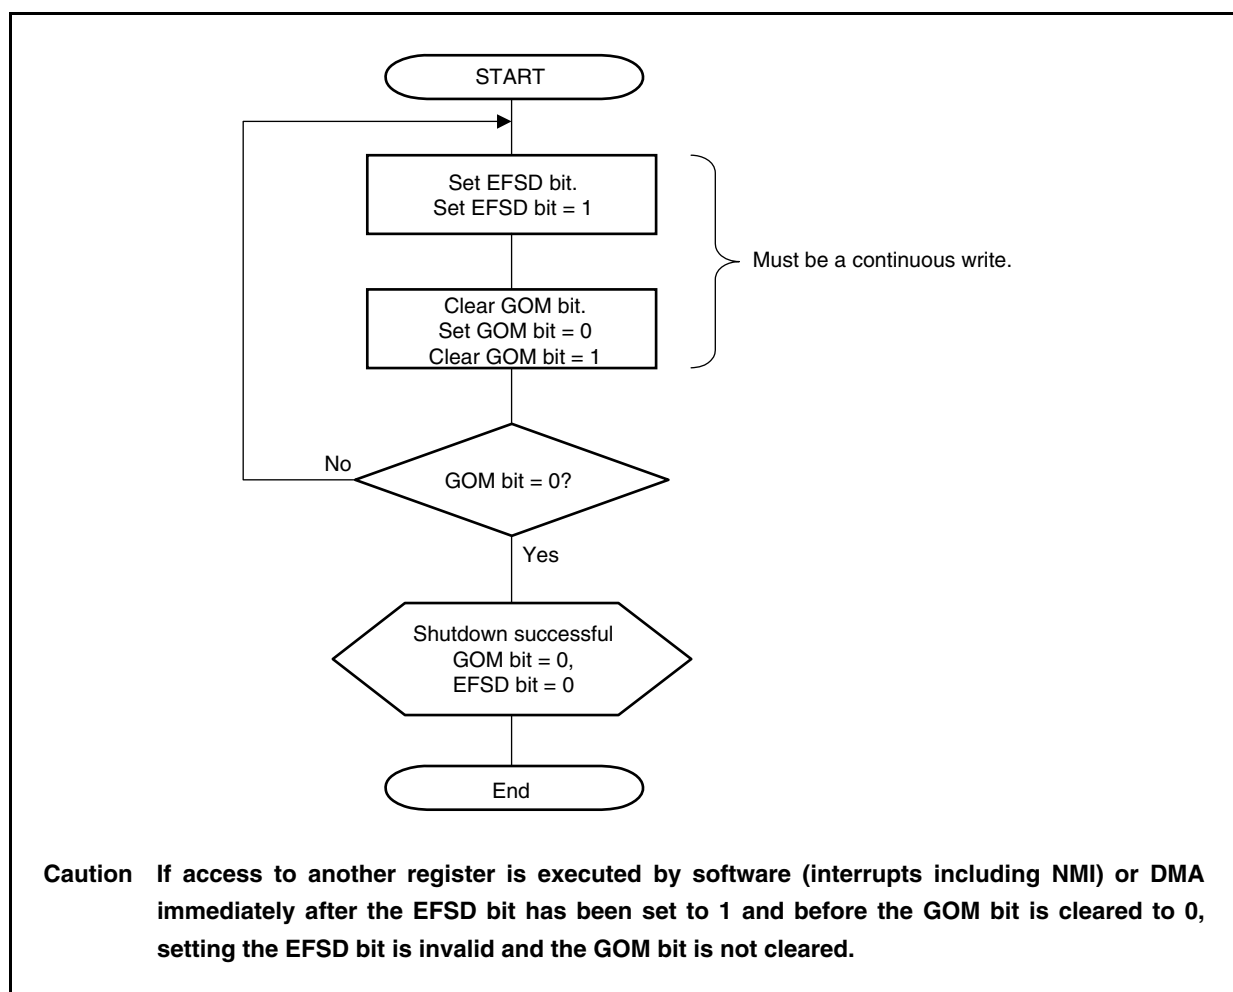 START
Set EFSD bit.
Set EFSD bit = 1
Must be a continuous write.
Clear GOM bit.
Set GOM bit = 0
Clear GOM bit = 1
No
GOM bit = 0?
Yes
Shutdown successful
GOM bit = 0,
EFSD bit = 0
End
Caution If access to another register is executed by software (interrupts including NMI) or DMA
immediately after the EFSD bit has been set to 1 and before the GOM bit is cleared to 0,
setting the EFSD bit is invalid and the GOM bit is not cleared.